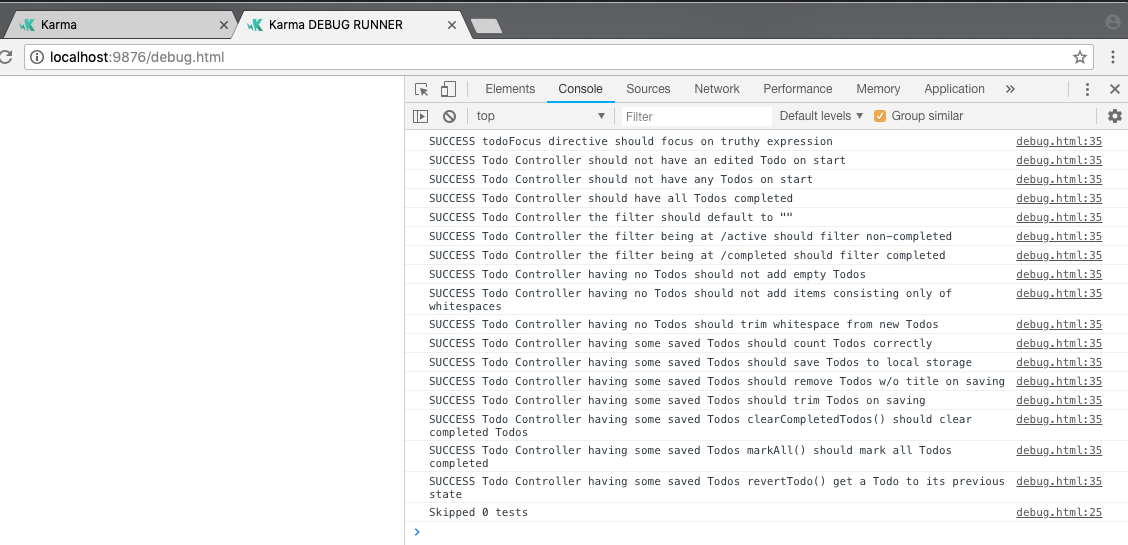 Karma
Karma DEBUG RUNNER
localhost:9876/debug.html
Elements Console Sources Network Performance Memory Application »
top Filter Default levels Group similar
SUCCESS todoFocus directive should focus on truthy expression debug.html:35
SUCCESS Todo Controller should not have an edited Todo on start debug.html:35
SUCCESS Todo Controller should not have any Todos on start debug.html:35
SUCCESS Todo Controller should have all Todos completed debug.html:35
SUCCESS Todo Controller the filter should default to "" debug.html:35
SUCCESS Todo Controller the filter being at /active should filter non-completed debug.html:35
SUCCESS Todo Controller the filter being at /completed should filter completed debug.html:35
SUCCESS Todo Controller having no Todos should not add empty Todos debug.html:35
SUCCESS Todo Controller having no Todos should not add items consisting only of debug.html:35
whitespaces
SUCCESS Todo Controller having no Todos should trim whitespace from new Todos debug.html:35
SUCCESS Todo Controller having some saved Todos should count Todos correctly debug.html:35
SUCCESS Todo Controller having some saved Todos should save Todos to local storage debug.html:35
SUCCESS Todo Controller having some saved Todos should remove Todos w/o title on saving debug.html:35
SUCCESS Todo Controller having some saved Todos should trim Todos on saving debug.html:35
SUCCESS Todo Controller having some saved Todos clearCompletedTodos() should clear debug.html:35
completed Todos
SUCCESS Todo Controller having some saved Todos markAll() should mark all Todos debug.html:35
completed
SUCCESS Todo Controller having some saved Todos revertTodo() get a Todo to its previous debug.html:35
state
Skipped 0 tests debug.html:25